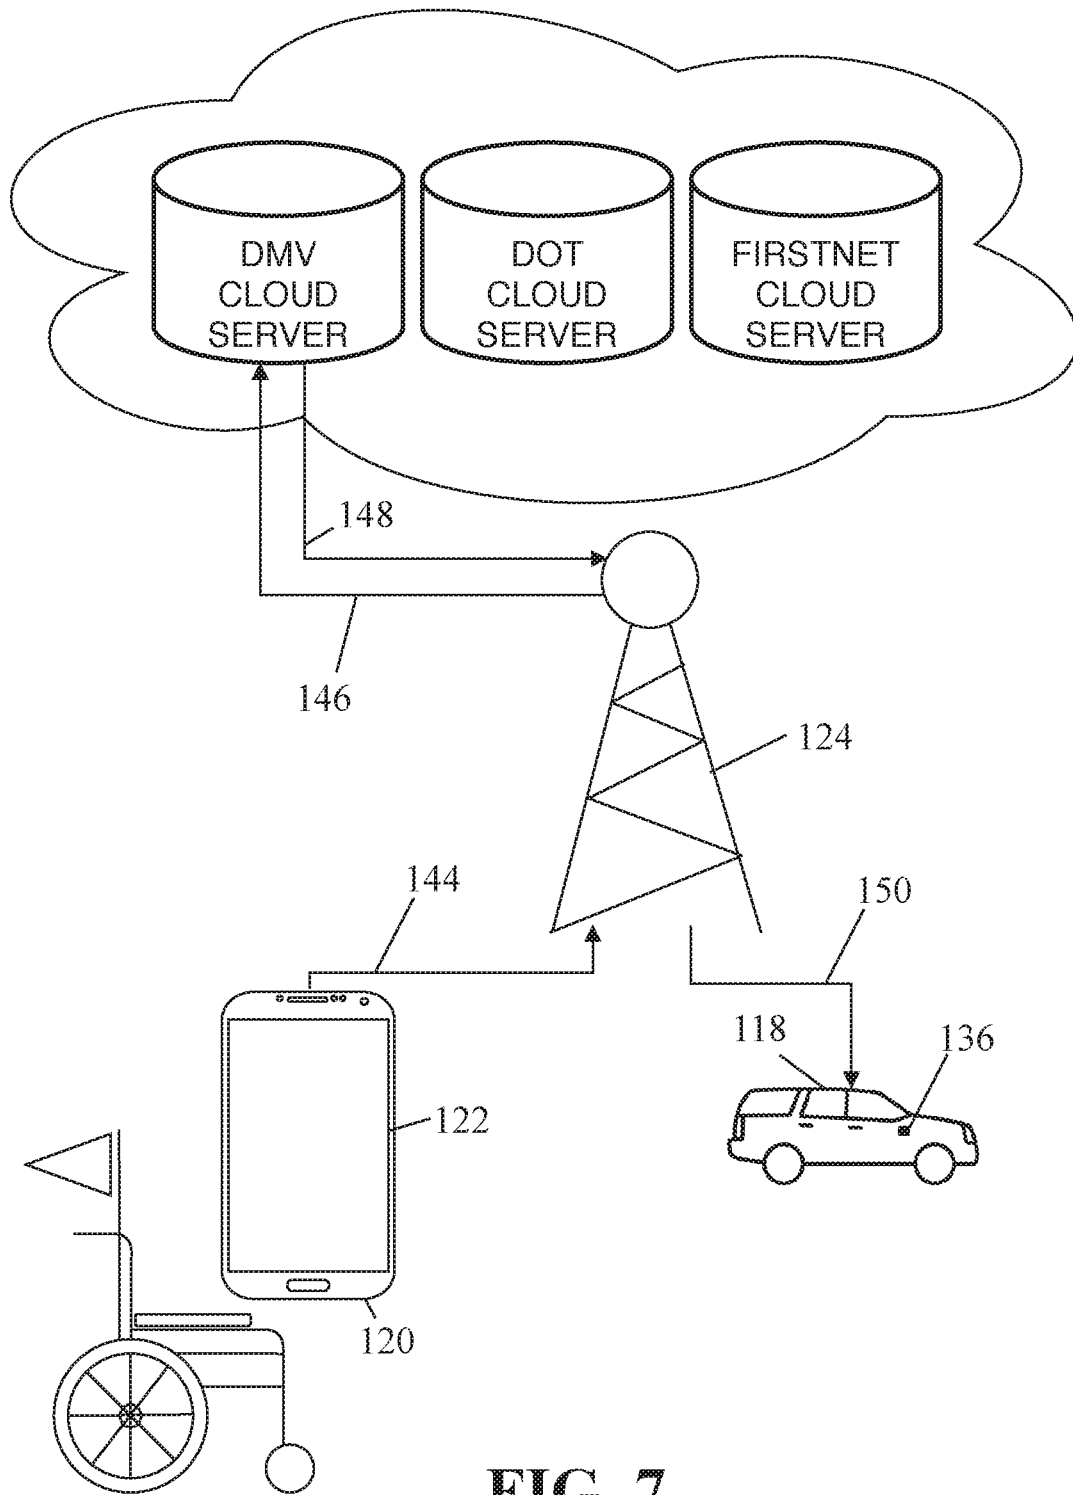 DMV
CLOUD
SERVER
DOT
CLOUD
SERVER
FIRSTNET
CLOUD
SERVER
148
146
124
144
150
118
136
122
120
FIG. 7